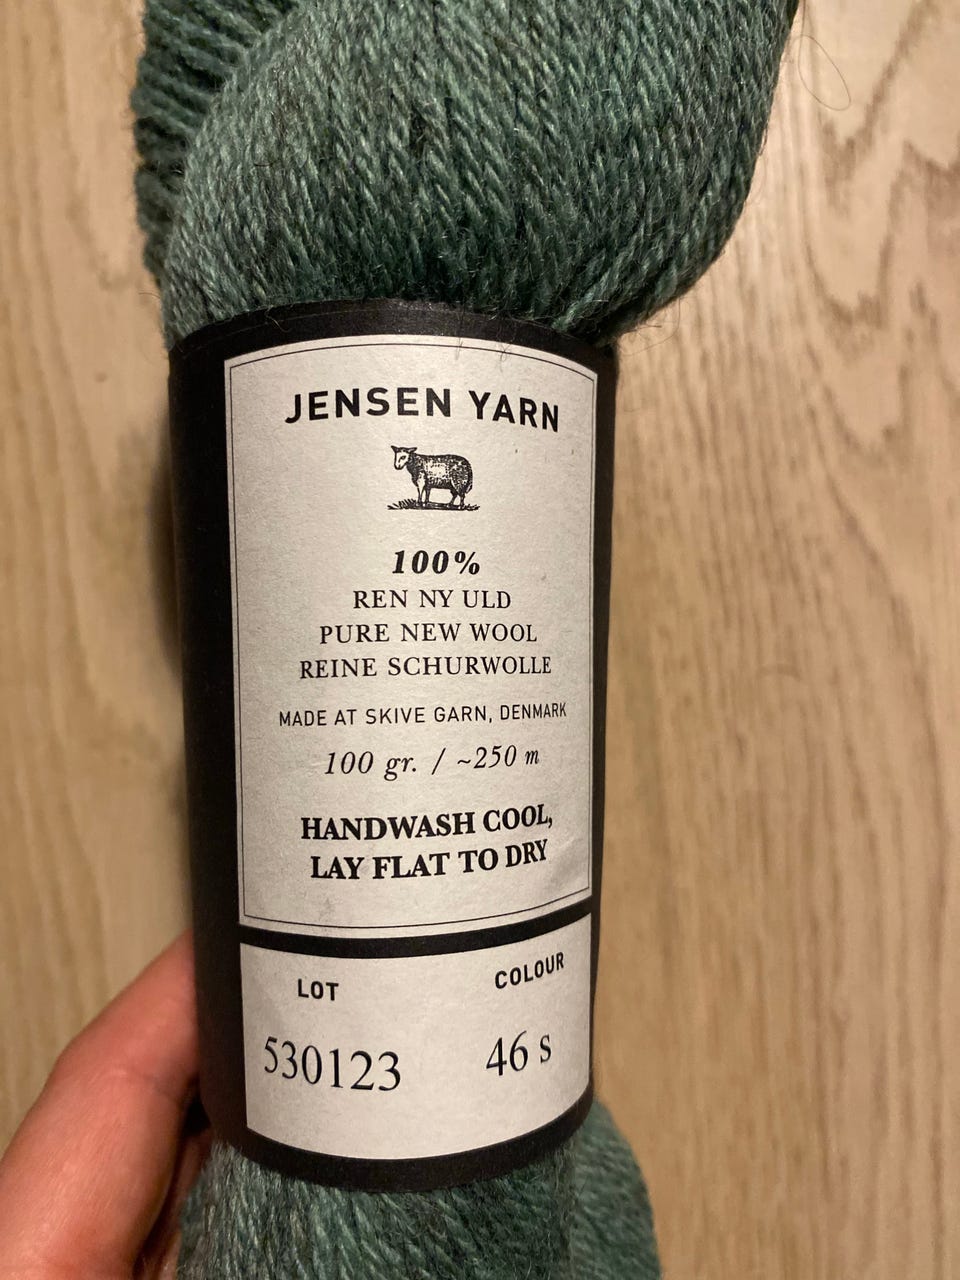 JENSEN YARN
100%
REN NY ULD
PURE NEW WOOL
REINE SCHURWOLLE
MADE AT SKIVE GARN, DENMARK
100 gr. / ~250 m
HANDWASH COOL,
LAY FLAT TO DRY
LOT COLOUR
530123 46 s